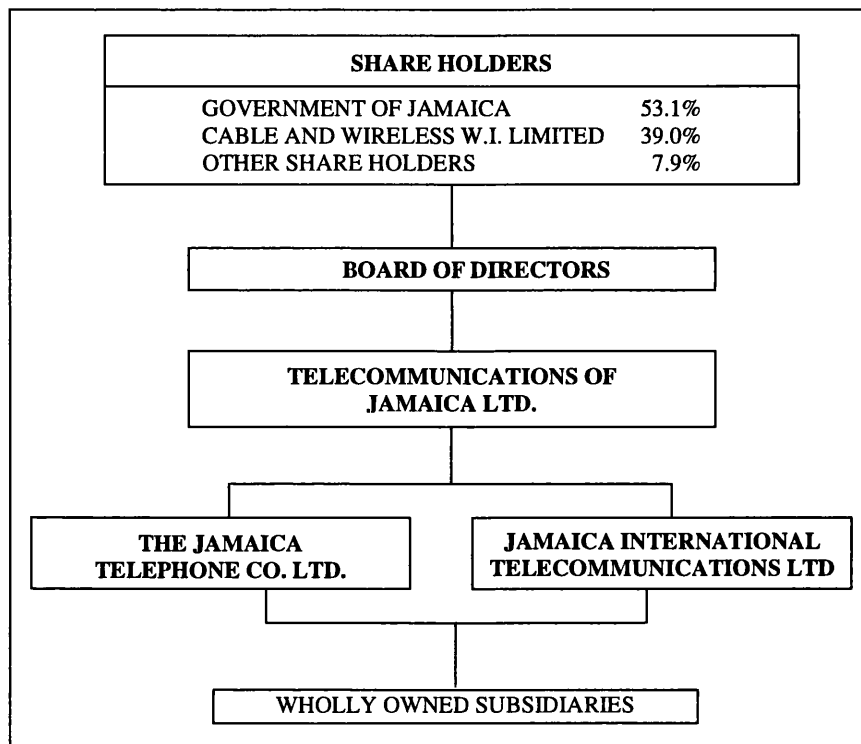 SHARE HOLDERS
GOVERNMENT OF JAMAICA 53.1%
CABLE AND WIRELESS W.I. LIMITED 39.0%
OTHER SHARE HOLDERS 7.9%
BOARD OF DIRECTORS
TELECOMMUNICATIONS OF
JAMAICA LTD.
THE JAMAICA
TELEPHONE CO. LTD.
JAMAICA INTERNATIONAL
TELECOMMUNICATIONS LTD
WHOLLY OWNED SUBSIDIARIES